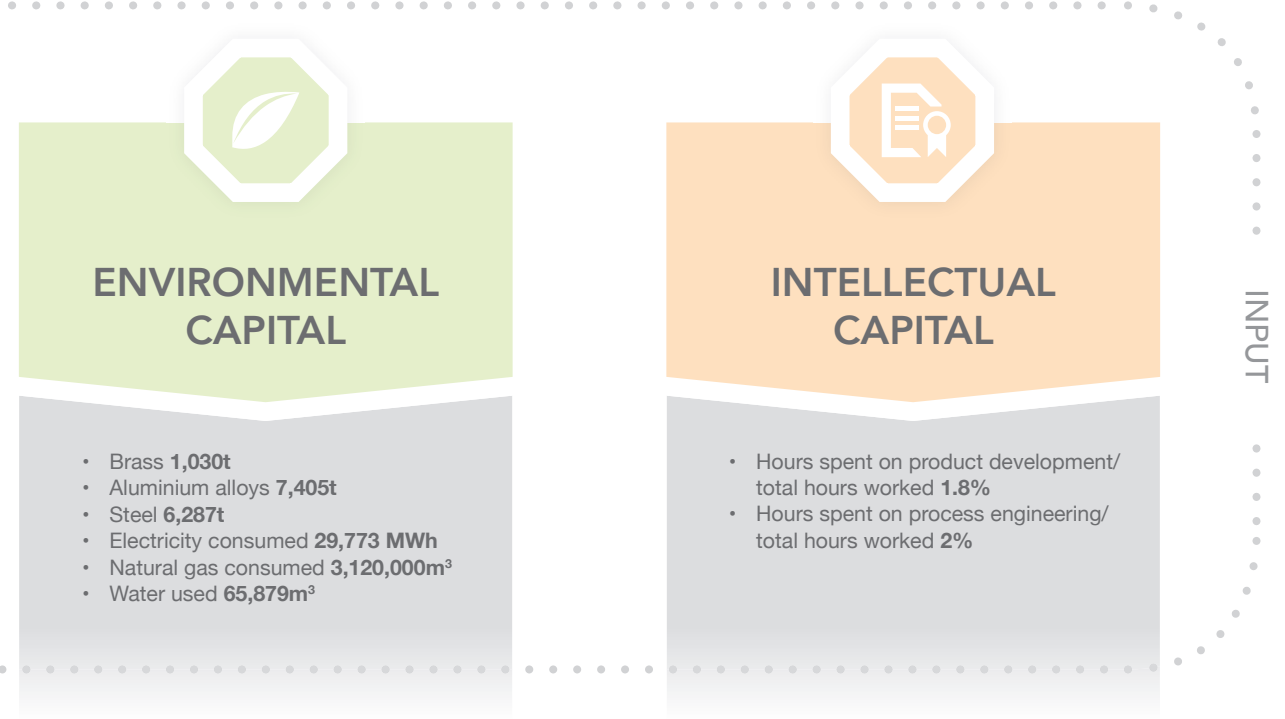 ENVIRONMENTAL
CAPITAL
• Brass 1,030t
• Aluminium alloys 7,405t
• Steel 6,287t
• Electricity consumed 29,773 MWh
• Natural gas consumed 3,120,000m³
• Water used 65,879m³
INTELLECTUAL
CAPITAL
• Hours spent on product development/
total hours worked 1.8%
• Hours spent on process engineering/
total hours worked 2%
INPUT